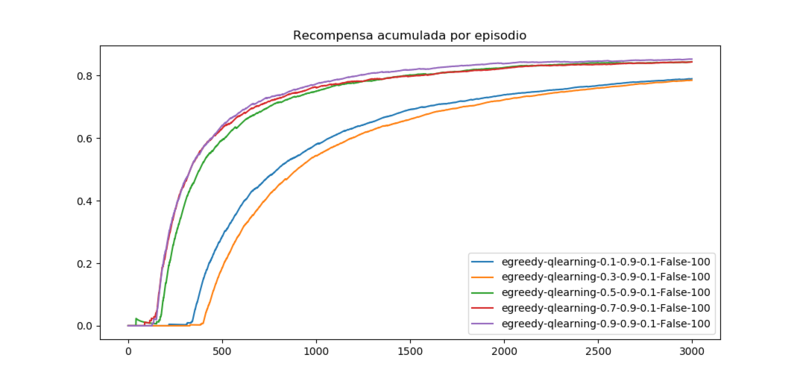 Recompensa acumulada por episodio
0.8
0.6
0.4
0.2
0.0
egreedy-qlearning-0.1-0.9-0.1-False-100
egreedy-qlearning-0.3-0.9-0.1-False-100
egreedy-qlearning-0.5-0.9-0.1-False-100
egreedy-qlearning-0.7-0.9-0.1-False-100
egreedy-qlearning-0.9-0.9-0.1-False-100
0 500 1000 1500 2000 2500 3000